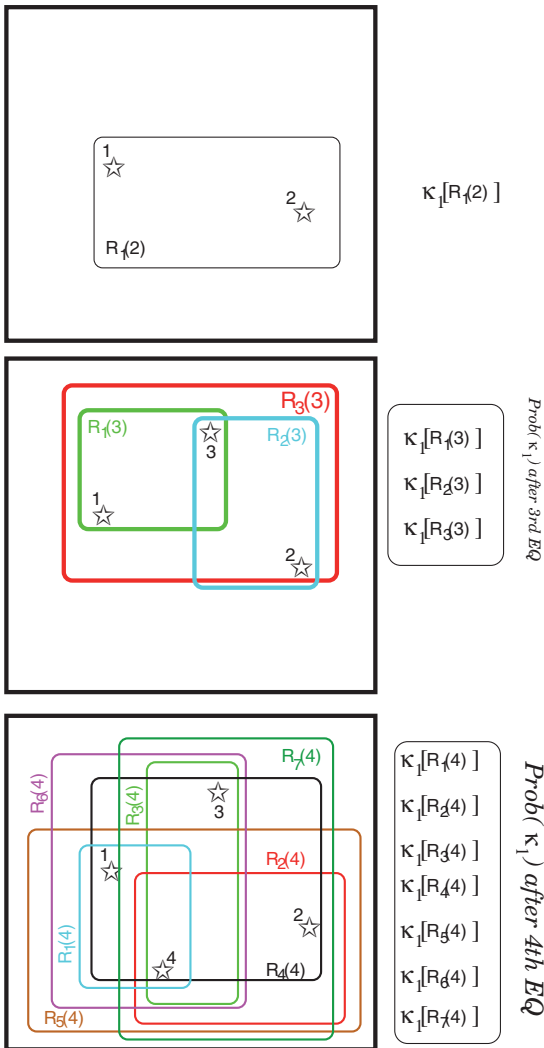 1
2
R1(2)
κ1[R1(2) ]
R3(3)
R1(3)
R2(3)
3
1
2
κ1[R1(3) ]
κ1[R2(3) ]
κ1[R3(3) ]
Prob( κ1) after 3rd EQ
R7(4)
R6(4)
R3(4)
3
1
R2(4)
2
R1(4)
4
R4(4)
R5(4)
κ1[R1(4) ]
κ1[R2(4) ]
κ1[R3(4) ]
κ1[R4(4) ]
κ1[R5(4) ]
κ1[R6(4) ]
κ1[R7(4) ]
Prob( κ1) after 4th EQ